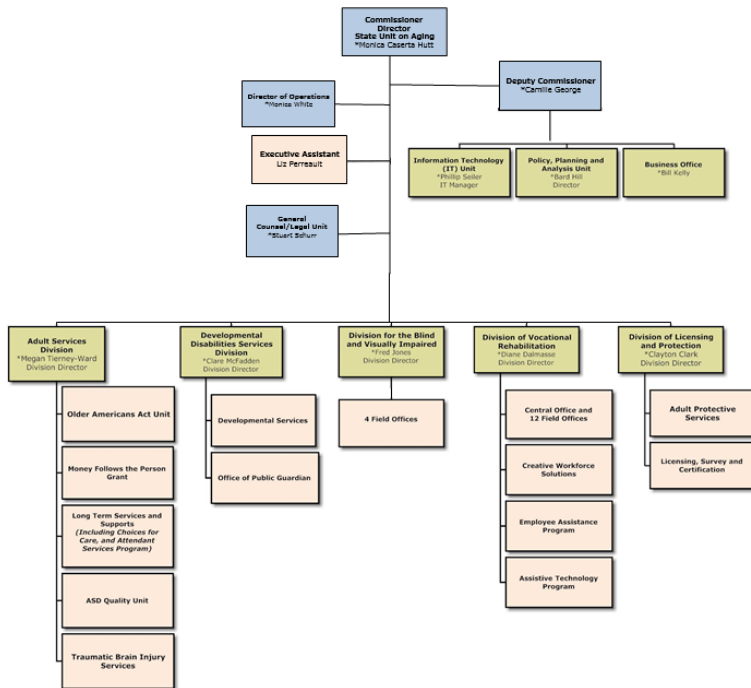 Commissioner
Director
State Unit on Aging
*Monica Caserta Hutt
Deputy Commissioner
*Camille George
Director of Operations
*Monica White
Executive Assistant
Liz Perreault
Information Technology
(IT) Unit
*Phillip Seiler
IT Manager
Policy, Planning and
Analysis Unit
*Bard Hill
Director
Business Office
*Bill Kelly
General
Counsel/Legal Unit
*Stuart Schurr
Adult Services
Division
*Megan Tierney-Ward
Division Director
Developmental
Disabilities Services
Division
*Clare McFadden
Division Director
Division for the Blind
and Visually Impaired
*Fred Jones
Division Director
Division of Vocational
Rehabilitation
*Diane Dalmasse
Division Director
Division of Licensing
and Protection
*Clayton Clark
Division Director
Older Americans Act Unit
Money Follows the Person
Grant
Long Term Services and
Supports
(Including Choices for
Care, and Attendant
Services Program)
ASD Quality Unit
Traumatic Brain Injury
Services
Developmental Services
Office of Public Guardian
4 Field Offices
Central Office and
12 Field Offices
Creative Workforce
Solutions
Employee Assistance
Program
Assistive Technology
Program
Adult Protective
Services
Licensing, Survey and
Certification